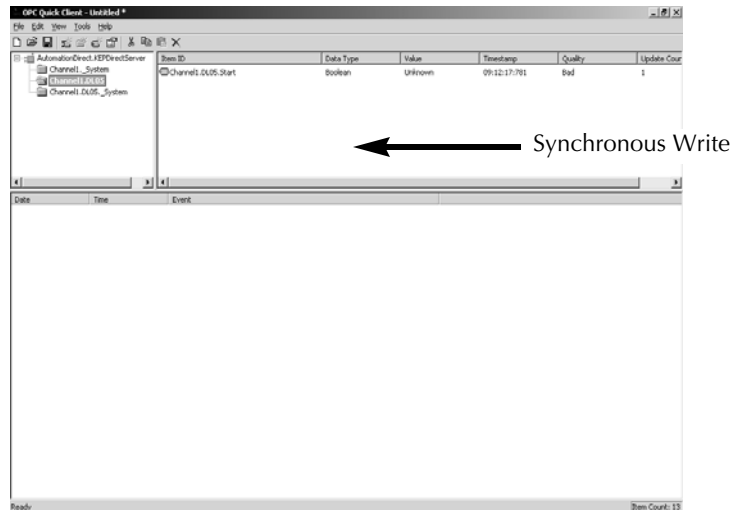 OPC Quick Client - Untitled *
File Edit View Tools Help
AutomationDirect.KEPDirectServer
Channel1._System
Channel1.DL05
Channel1.DL05._System
Item ID Data Type Value Timestamp Quality Update Coun
Channel1.DL05.Start Boolean Unknown 09:12:17:781 Bad 1
Synchronous Write
Date Time Event
Ready Item Count: 13